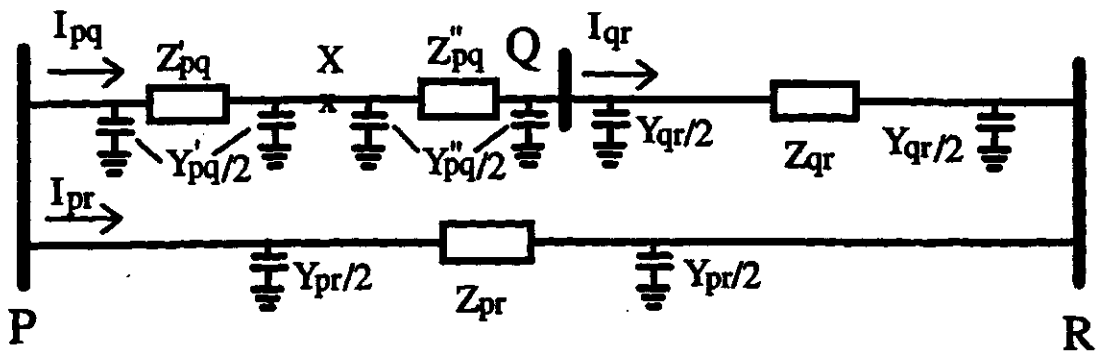 Ipq
Z'pq
X
Z"pq
Q
Iqr
Y'pq/2
Y"pq/2
Yqr/2
Zqr
Yqr/2
Ipr
Ypr/2
Zpr
Ypr/2
P
R